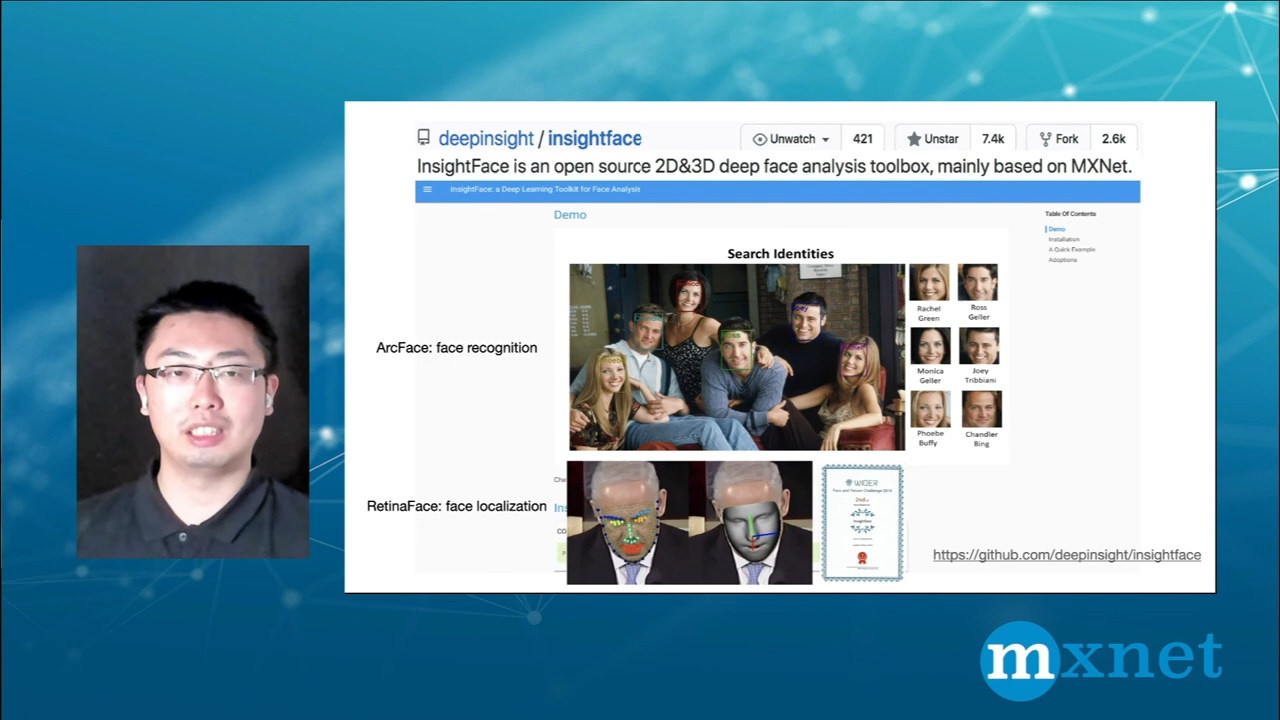 deepinsight / insightface
Unwatch 421 Unstar 7.4k Fork 2.6k
InsightFace is an open source 2D&3D deep face analysis toolbox, mainly based on MXNet.
InsightFace: a Deep Learning Toolkit for Face Analysis
Demo
Table Of Contents
Demo
Installation
A Quick Example
Adoptions
Search Identities
Rachel Green
Ross Geller
ArcFace: face recognition
Monica Geller
Joey Tribbiani
Phoebe Buffy
Chandler Bing
RetinaFace: face localization
WIDER
https://github.com/deepinsight/insightface
mxnet